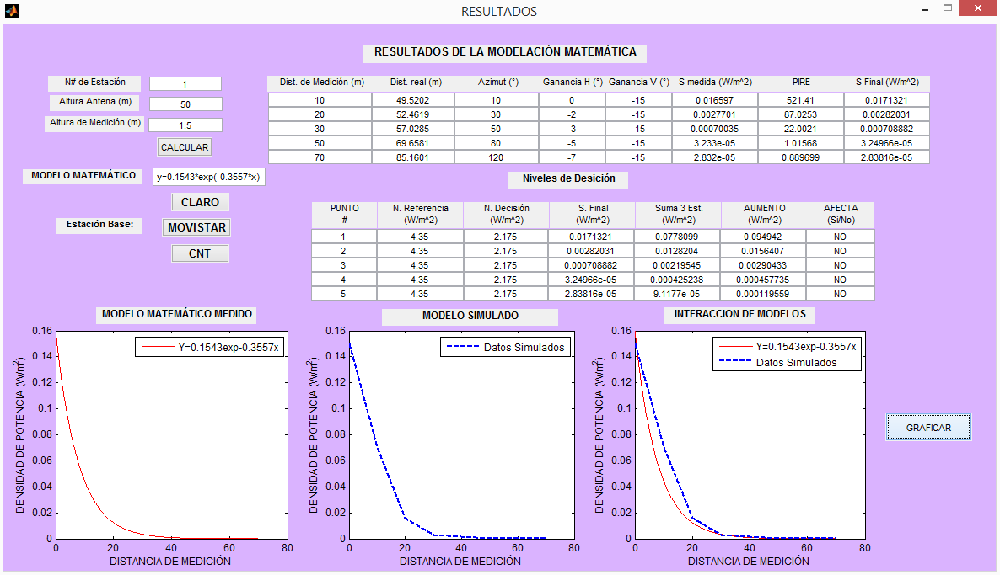 RESULTADOS
RESULTADOS DE LA MODELACIÓN MATEMÁTICA
N# de Estación 1
Altura Antena (m) 50
Altura de Medición (m) 1.5
CALCULAR
MODELO MATEMÁTICO y=0.1543*exp(-0.3557*x)
Estación Base:
CLARO
MOVISTAR
CNT
Dist. de Medición (m) Dist. real (m) Azimut (°) Ganancia H (°) Ganancia V (°) S medida (W/m^2) PIRE S Final (W/m^2)
10 49.5202 10 0 -15 0.016597 521.41 0.0171321
20 52.4619 30 -2 -15 0.0027701 87.0253 0.00282031
30 57.0285 50 -3 -15 0.00070035 22.0021 0.000708882
50 69.6581 80 -5 -15 3.233e-05 1.01568 3.24966e-05
70 85.1601 120 -7 -15 2.832e-05 0.889699 2.83816e-05
Niveles de Desición
PUNTO N. Referencia N. Decisión S. Final Suma 3 Est. AUMENTO AFECTA
# (W/m^2) (W/m^2) (W/m^2) (W/m^2) (W/m^2) (Si/No)
1 4.35 2.175 0.0171321 0.0778099 0.094942 NO
2 4.35 2.175 0.00282031 0.0128204 0.0156407 NO
3 4.35 2.175 0.000708882 0.00219545 0.00290433 NO
4 4.35 2.175 3.24966e-05 0.000425238 0.000457735 NO
5 4.35 2.175 2.83816e-05 9.1177e-05 0.000119559 NO
MODELO MATEMÁTICO MEDIDO
DENSIDAD DE POTENCIA (W/m²)
0.16
0.14
0.12
0.1
0.08
0.06
0.04
0.02
0
Y=0.1543exp-0.3557x
0 20 40 60 80
DISTANCIA DE MEDICIÓN
MODELO SIMULADO
DENSIDAD DE POTENCIA (W/m²)
0.16
0.14
0.12
0.1
0.08
0.06
0.04
0.02
0
Datos Simulados
0 20 40 60 80
DISTANCIA DE MEDICIÓN
INTERACCION DE MODELOS
DENSIDAD DE POTENCIA (W/m²)
0.16
0.14
0.12
0.1
0.08
0.06
0.04
0.02
0
Y=0.1543exp-0.3557x
Datos Simulados
0 20 40 60 80
DISTANCIA DE MEDICIÓN
GRAFICAR